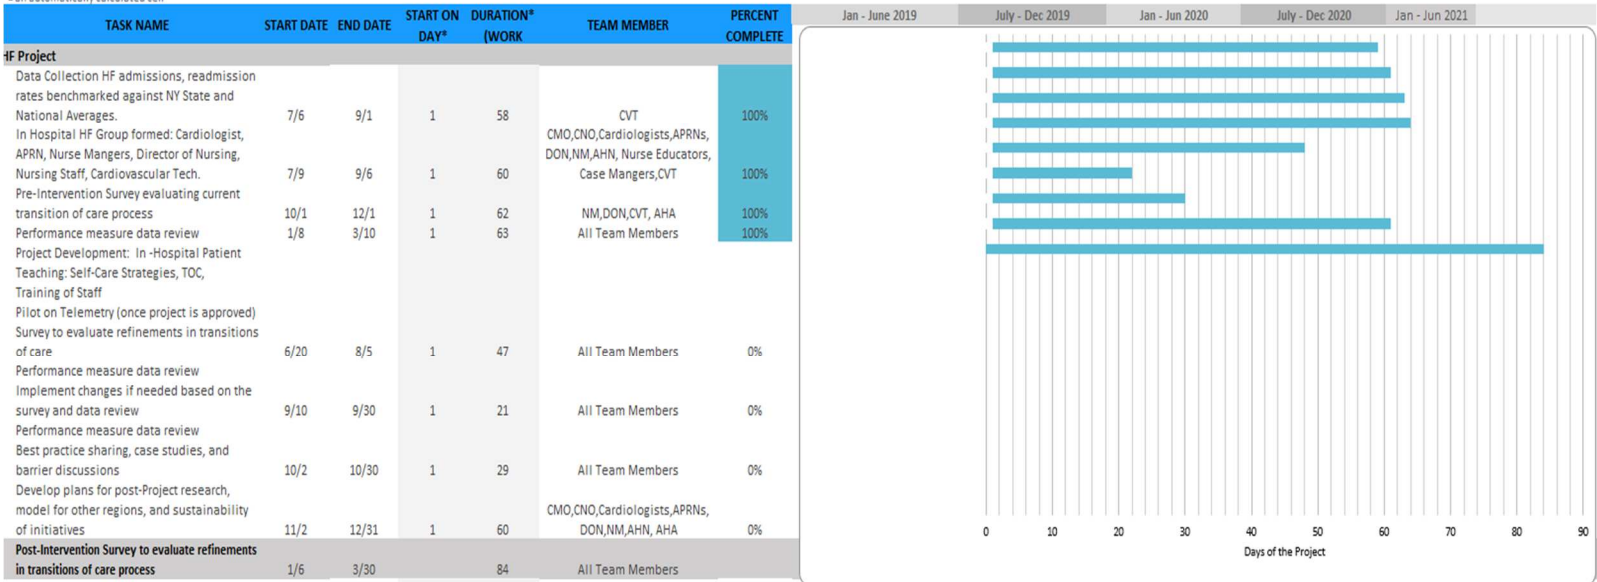 TASK NAME START DATE END DATE START ON DAY* DURATION* (WORK TEAM MEMBER PERCENT COMPLETE
HF Project
Data Collection HF admissions, readmission
rates benchmarked against NY State and
National Averages. 7/6 9/1 1 58 CVT 100%
In Hospital HF Group formed: Cardiologist, CMO,CNO,Cardiologists,APRNs,
APRN, Nurse Mangers, Director of Nursing, DON,NM,AHN, Nurse Educators,
Nursing Staff, Cardiovascular Tech. 7/9 9/6 1 60 Case Mangers,CVT 100%
Pre-Intervention Survey evaluating current
transition of care process 10/1 12/1 1 62 NM,DON,CVT, AHA 100%
Performance measure data review 1/8 3/10 1 63 All Team Members 100%
Project Development: In -Hospital Patient
Teaching: Self-Care Strategies, TOC,
Training of Staff
Pilot on Telemetry (once project is approved)
Survey to evaluate refinements in transitions
of care 6/20 8/5 1 47 All Team Members 0%
Performance measure data review
Implement changes if needed based on the
survey and data review 9/10 9/30 1 21 All Team Members 0%
Performance measure data review
Best practice sharing, case studies, and
barrier discussions 10/2 10/30 1 29 All Team Members 0%
Develop plans for post-Project research,
model for other regions, and sustainability CMO,CNO,Cardiologists,APRNs,
of initiatives 11/2 12/31 1 60 DON,NM,AHN, AHA 0%
Post-Intervention Survey to evaluate refinements
in transitions of care process 1/6 3/30 84 All Team Members
Jan - June 2019 July - Dec 2019 Jan - Jun 2020 July - Dec 2020 Jan - Jun 2021
0 10 20 30 40 50 60 70 80 90
Days of the Project